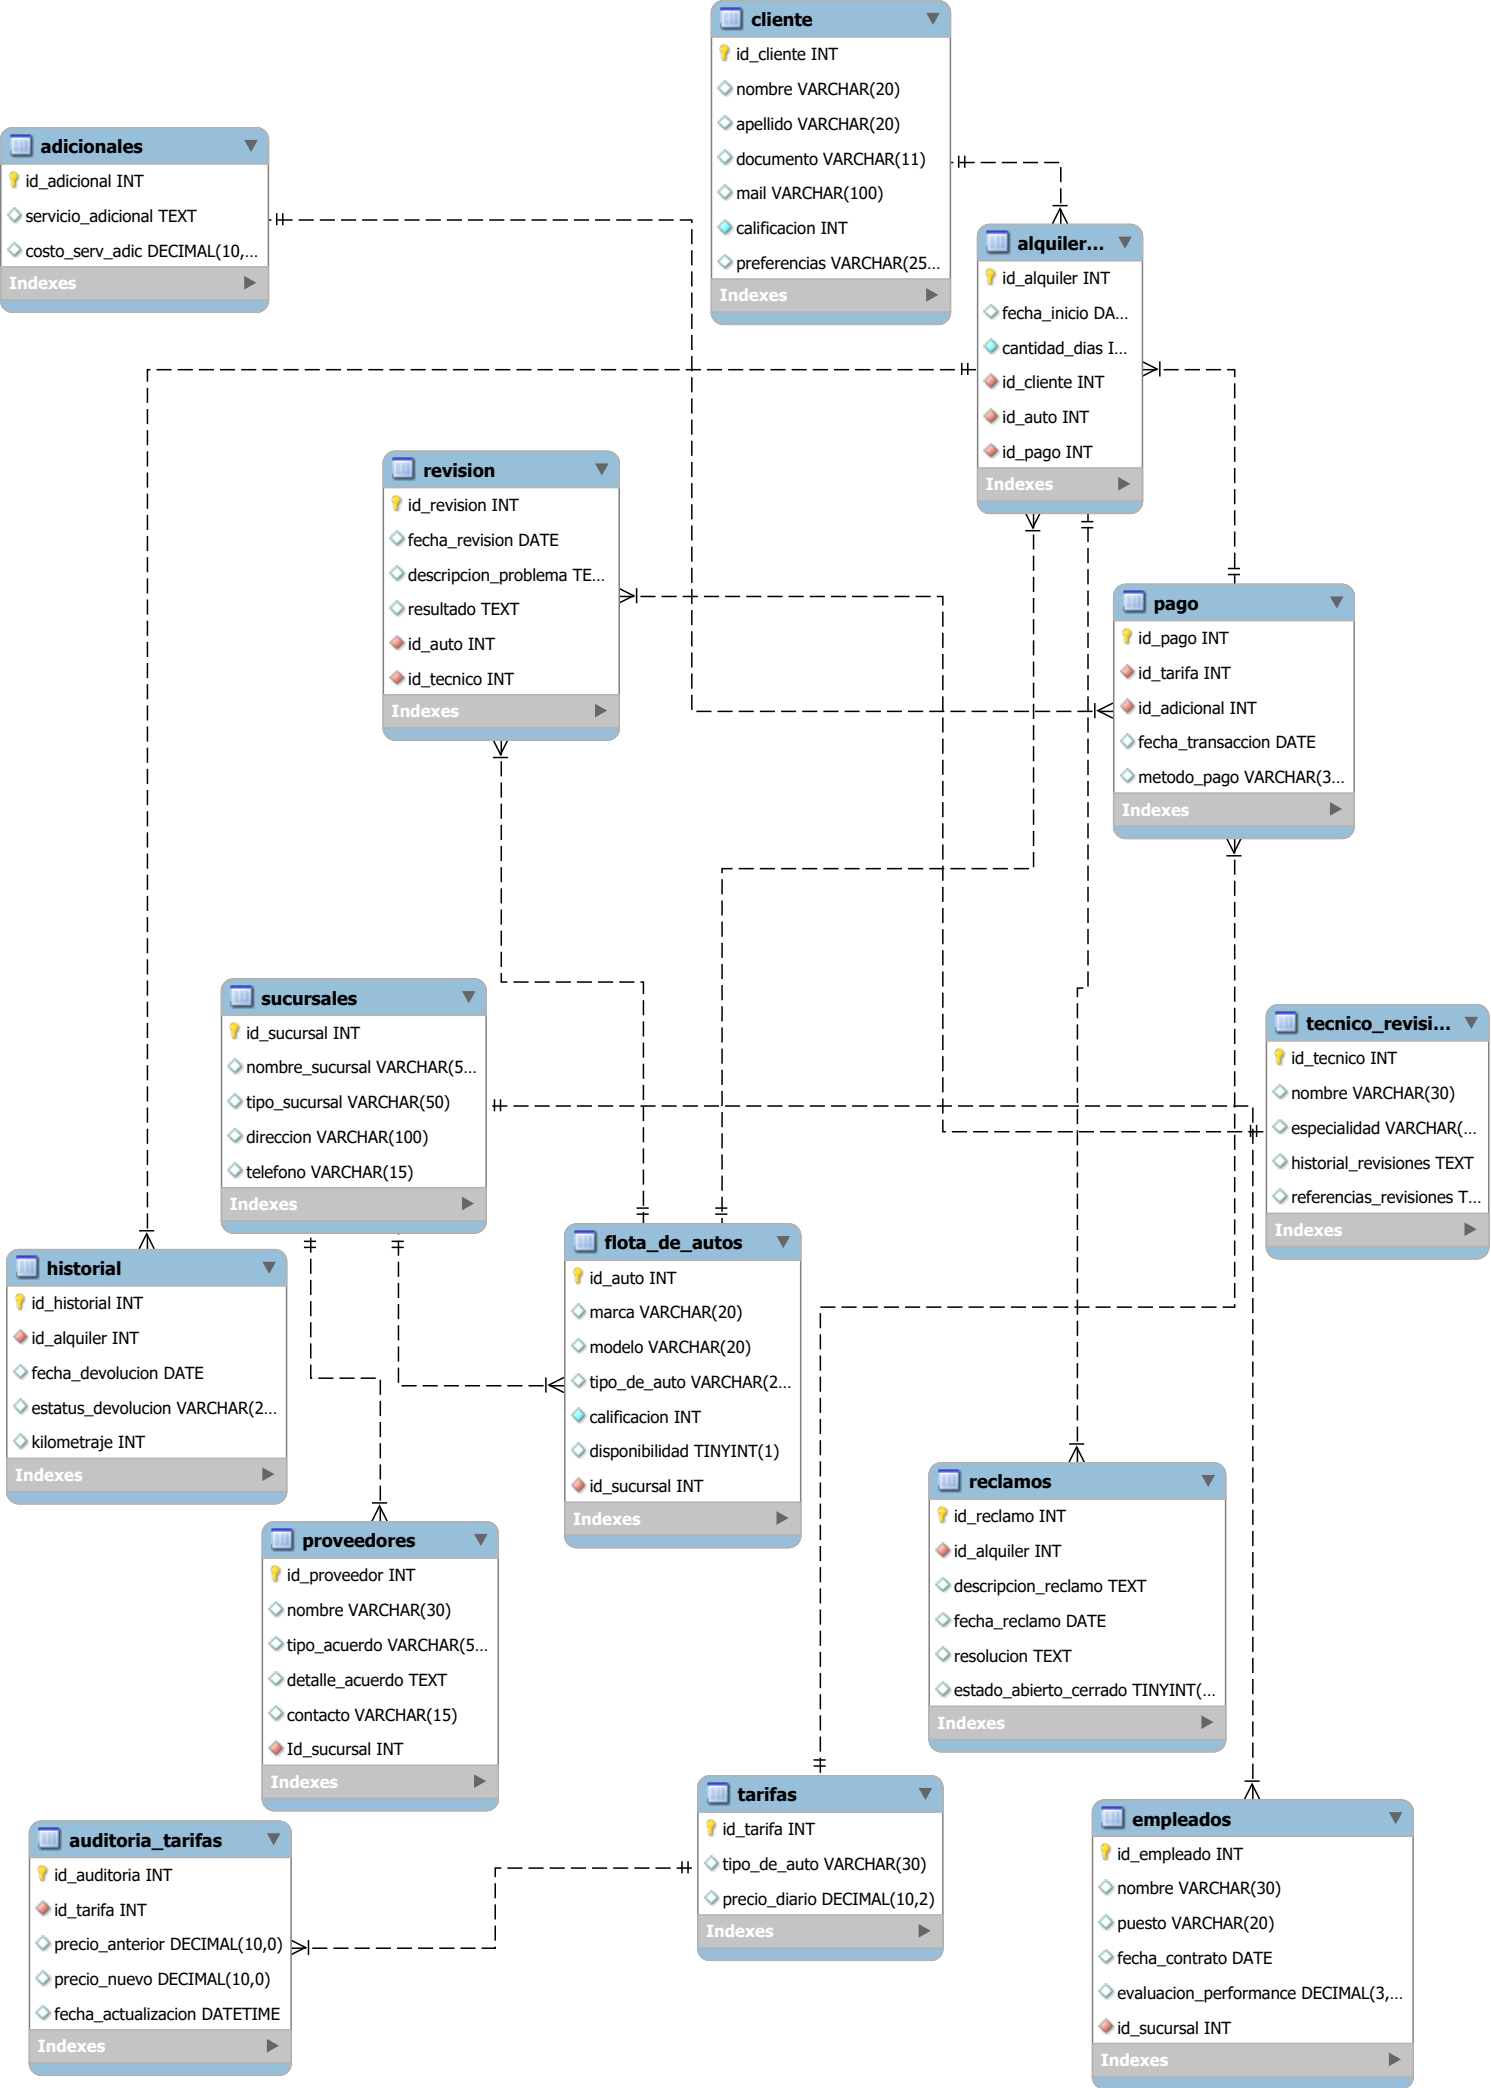 cliente
id_cliente INT
nombre VARCHAR(20)
apellido VARCHAR(20)
documento VARCHAR(11)
mail VARCHAR(100)
calificacion INT
preferencias VARCHAR(25...
Indexes
adicionales
id_adicional INT
servicio_adicional TEXT
costo_serv_adic DECIMAL(10,...
Indexes
alquiler...
id_alquiler INT
fecha_inicio DA...
cantidad_dias I...
id_cliente INT
id_auto INT
id_pago INT
Indexes
revision
id_revision INT
fecha_revision DATE
descripcion_problema TE...
resultado TEXT
id_auto INT
id_tecnico INT
Indexes
pago
id_pago INT
id_tarifa INT
id_adicional INT
fecha_transaccion DATE
metodo_pago VARCHAR(3...
Indexes
sucursales
id_sucursal INT
nombre_sucursal VARCHAR(5...
tipo_sucursal VARCHAR(50)
direccion VARCHAR(100)
telefono VARCHAR(15)
Indexes
tecnico_revisi...
id_tecnico INT
nombre VARCHAR(30)
especialidad VARCHAR(...
historial_revisiones TEXT
referencias_revisiones T...
Indexes
historial
id_historial INT
id_alquiler INT
fecha_devolucion DATE
estatus_devolucion VARCHAR(2...
kilometraje INT
Indexes
flota_de_autos
id_auto INT
marca VARCHAR(20)
modelo VARCHAR(20)
tipo_de_auto VARCHAR(2...
calificacion INT
disponibilidad TINYINT(1)
id_sucursal INT
Indexes
reclamos
id_reclamo INT
id_alquiler INT
descripcion_reclamo TEXT
fecha_reclamo DATE
resolucion TEXT
estado_abierto_cerrado TINYINT(...
Indexes
proveedores
id_proveedor INT
nombre VARCHAR(30)
tipo_acuerdo VARCHAR(5...
detalle_acuerdo TEXT
contacto VARCHAR(15)
Id_sucursal INT
Indexes
tarifas
id_tarifa INT
tipo_de_auto VARCHAR(30)
precio_diario DECIMAL(10,2)
Indexes
empleados
id_empleado INT
nombre VARCHAR(30)
puesto VARCHAR(20)
fecha_contrato DATE
evaluacion_performance DECIMAL(3,...
id_sucursal INT
Indexes
auditoria_tarifas
id_auditoria INT
id_tarifa INT
precio_anterior DECIMAL(10,0)
precio_nuevo DECIMAL(10,0)
fecha_actualizacion DATETIME
Indexes